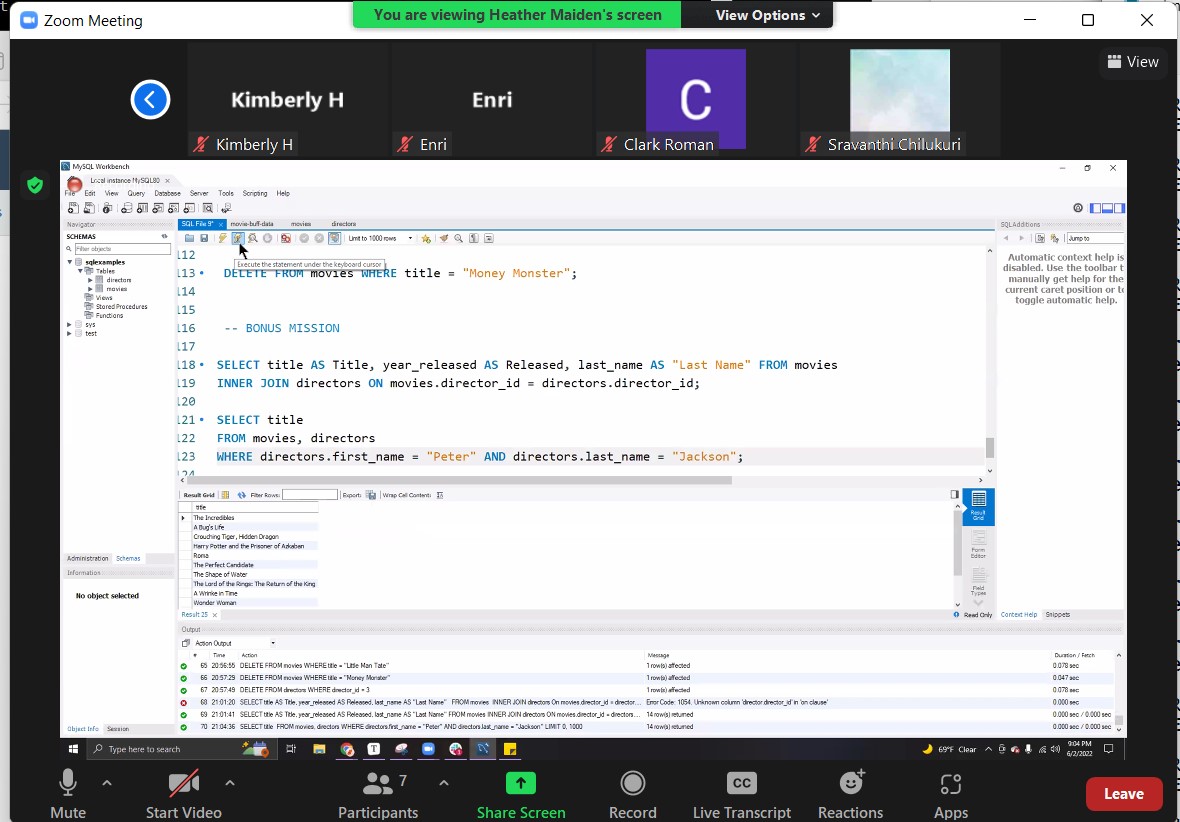 Zoom Meeting
You are viewing Heather Maiden's screen
View Options
View
Kimberly H
Enri
C
Kimberly H
Enri
Clark Roman
Sravanthi Chilukuri
MySQL Workbench
Local instance MySQL80
File Edit View Query Database Server Tools Scripting Help
Navigator
SCHEMAS
Filter objects
sqlexamples
Tables
directors
movies
Views
Stored Procedures
Functions
sys
test
Administration Schemas
Information
No object selected
Object Info Session
SQL File 9* movie-buff-data movies directors
Limit to 1000 rows
Execute the statement under the keyboard cursor
112
113 DELETE FROM movies WHERE title = "Money Monster";
114
115
116 -- BONUS MISSION
117
118 SELECT title AS Title, year_released AS Released, last_name AS "Last Name" FROM movies
119 INNER JOIN directors ON movies.director_id = directors.director_id;
120
121 SELECT title
122 FROM movies, directors
123 WHERE directors.first_name = "Peter" AND directors.last_name = "Jackson";
124
SQLAdditions
Jump to
Automatic context help is
disabled. Use the toolbar to
manually get help for the
current caret position or to
toggle automatic help.
Result Grid Filter Rows: Export: Wrap Cell Content:
title
The Incredibles
A Bug's Life
Crouching Tiger, Hidden Dragon
Harry Potter and the Prisoner of Azkaban
Roma
The Perfect Candidate
The Shape of Water
The Lord of the Rings: The Return of the King
A Wrinke in Time
Wonder Woman
Result Grid
Form Editor
Field Types
Result 25
Read Only
Context Help Snippets
Output
Action Output
# Time Action Message Duration / Fetch
65 20:56:55 DELETE FROM movies WHERE title = "Little Man Tate" 1 row(s) affected 0.078 sec
66 20:57:29 DELETE FROM movies WHERE title = "Money Monster" 1 row(s) affected 0.047 sec
67 20:57:49 DELETE FROM directors WHERE director_id = 3 1 row(s) affected 0.078 sec
68 21:01:20 SELECT title AS Title, year_released AS Released, last_name AS "Last Name" FROM movies INNER JOIN directors On movies.director_id = director... Error Code: 1054. Unknown column 'director.director_id' in 'on clause' 0.000 sec
69 21:01:41 SELECT title AS Title, year_released AS Released, last_name AS "Last Name" FROM movies INNER JOIN directors ON movies.director_id = directors... 14 row(s) returned 0.000 sec / 0.000 sec
70 21:04:36 SELECT title FROM movies, directors WHERE directors.first_name = "Peter" AND directors.last_name = "Jackson" LIMIT 0, 1000 14 row(s) returned 0.000 sec / 0.000 sec
Type here to search
69°F Clear
9:04 PM
6/2/2022
Mute
Start Video
7
Participants
Share Screen
Record
CC
Live Transcript
Reactions
Apps
Leave